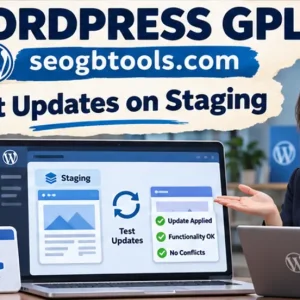 WORDPRESS GPL
seogbtools.com
t Updates on Staging
Staging
Test
Updates
Update Applied
Functionality OK
No Conflicts